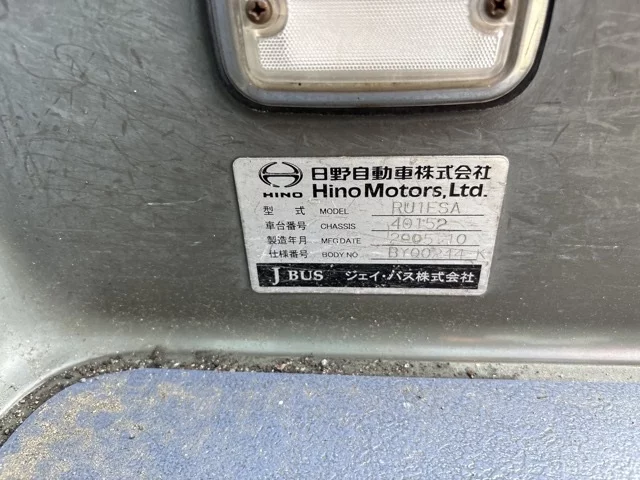 日野自動車株式会社
HINO Hino Motors, Ltd.
型 式 MODEL RU1FSA
車台番号 CHASSIS 40152
製造年月 MFG DATE 2005 10
仕様番号 BODY NO
J BUS ジェイ・バス株式会社